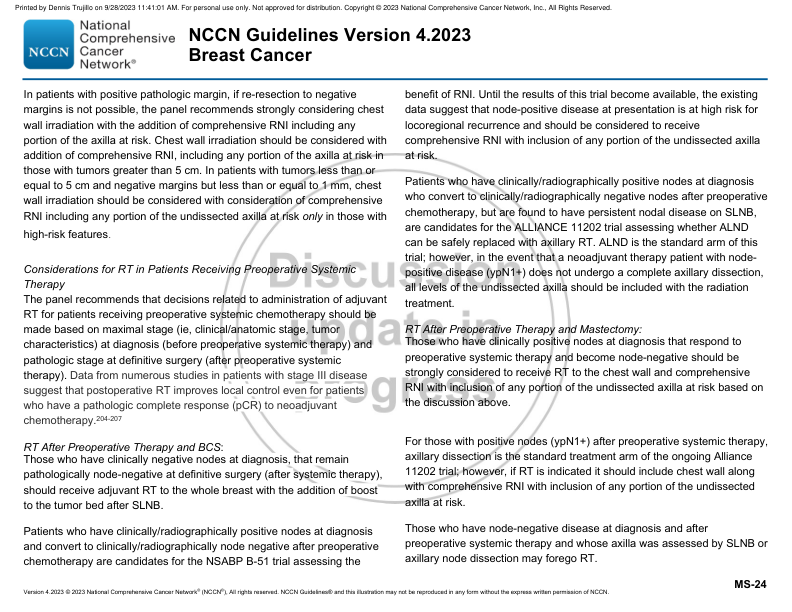 Printed by Dennis Trujillo on 9/28/2023 11:41:01 AM. For personal use only. Not approved for distribution. Copyright © 2023 National Comprehensive Cancer Network, Inc., All Rights Reserved.
NCCN
National
Comprehensive
Cancer
Network®
NCCN Guidelines Version 4.2023
Breast Cancer
In patients with positive pathologic margin, if re-resection to negative
margins is not possible, the panel recommends strongly considering chest
wall irradiation with the addition of comprehensive RNI including any
portion of the axilla at risk. Chest wall irradiation should be considered with
addition of comprehensive RNI, including any portion of the axilla at risk in
those with tumors greater than 5 cm. In patients with tumors less than or
equal to 5 cm and negative margins but less than or equal to 1 mm, chest
wall irradiation should be considered with consideration of comprehensive
RNI including any portion of the undissected axilla at risk only in those with
high-risk features.
Considerations for RT in Patients Receiving Preoperative Systemic
Therapy
The panel recommends that decisions related to administration of adjuvant
RT for patients receiving preoperative systemic chemotherapy should be
made based on maximal stage (ie, clinical/anatomic stage, tumor
characteristics) at diagnosis (before preoperative systemic therapy) and
pathologic stage at definitive surgery (after preoperative systemic
therapy). Data from numerous studies in patients with stage III disease
suggest that postoperative RT improves local control even for patients
who have a pathologic complete response (pCR) to neoadjuvant
chemotherapy.204-207
RT After Preoperative Therapy and BCS:
Those who have clinically negative nodes at diagnosis, that remain
pathologically node-negative at definitive surgery (after systemic therapy),
should receive adjuvant RT to the whole breast with the addition of boost
to the tumor bed after SLNB.
Patients who have clinically/radiographically positive nodes at diagnosis
and convert to clinically/radiographically node negative after preoperative
chemotherapy are candidates for the NSABP B-51 trial assessing the
benefit of RNI. Until the results of this trial become available, the existing
data suggest that node-positive disease at presentation is at high risk for
locoregional recurrence and should be considered to receive
comprehensive RNI with inclusion of any portion of the undissected axilla
at risk.
Patients who have clinically/radiographically positive nodes at diagnosis
who convert to clinically/radiographically negative nodes after preoperative
chemotherapy, but are found to have persistent nodal disease on SLNB,
are candidates for the ALLIANCE 11202 trial assessing whether ALND
can be safely replaced with axillary RT. ALND is the standard arm of this
trial; however, in the event that a neoadjuvant therapy patient with node-
positive disease (ypN1+) does not undergo a complete axillary dissection,
all levels of the undissected axilla should be included with the radiation
treatment.
RT After Preoperative Therapy and Mastectomy:
Those who have clinically positive nodes at diagnosis that respond to
preoperative systemic therapy and become node-negative should be
strongly considered to receive RT to the chest wall and comprehensive
RNI with inclusion of any portion of the undissected axilla at risk based on
the discussion above.
For those with positive nodes (ypN1+) after preoperative systemic therapy,
axillary dissection is the standard treatment arm of the ongoing Alliance
11202 trial; however, if RT is indicated it should include chest wall along
with comprehensive RNI with inclusion of any portion of the undissected
axilla at risk.
Those who have node-negative disease at diagnosis and after
preoperative systemic therapy and whose axilla was assessed by SLNB or
axillary node dissection may forego RT.
Discussion
update in
progress
MS-24
Version 4.2023 © 2023 National Comprehensive Cancer Network® (NCCN®), All rights reserved. NCCN Guidelines® and this illustration may not be reproduced in any form without the express written permission of NCCN.